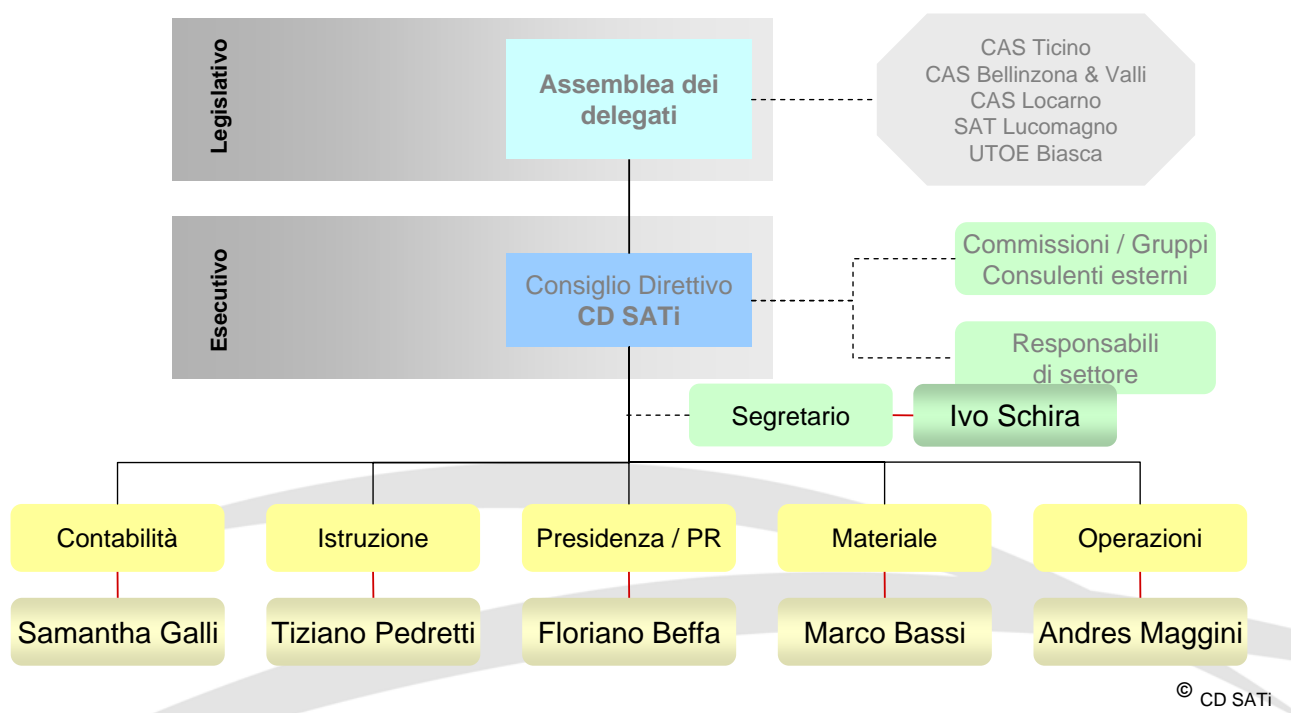 Legislativo
Assemblea dei
delegati
CAS Ticino
CAS Bellinzona & Valli
CAS Locarno
SAT Lucomagno
UTOE Biasca
Esecutivo
Consiglio Direttivo
CD SATi
Commissioni / Gruppi
Consulenti esterni
Responsabili
di settore
Segretario
Ivo Schira
Contabilità
Istruzione
Presidenza / PR
Materiale
Operazioni
Samantha Galli
Tiziano Pedretti
Floriano Beffa
Marco Bassi
Andres Maggini
© CD SATi